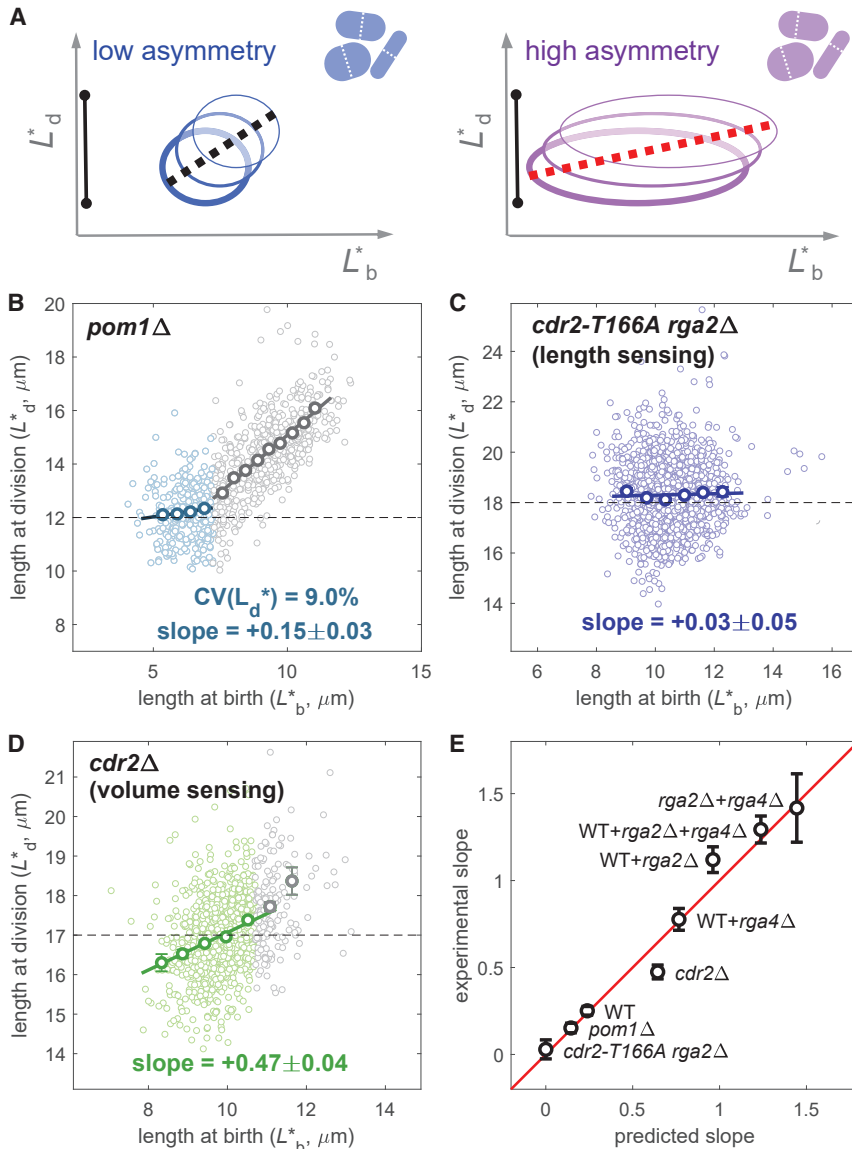 A
low asymmetry
L*d
L*b
high asymmetry
L*d
L*b
B
pom1Δ
20
18
16
14
12
10
8
length at division (L*d, μm)
CV(Ld*) = 9.0%
slope = +0.15±0.03
5
10
15
length at birth (L*b, μm)
C
cdr2-T166A rga2Δ
(length sensing)
24
22
20
18
16
14
length at division (L*d, μm)
slope = +0.03±0.05
6
8
10
12
14
16
length at birth (L*b, μm)
D
cdr2Δ
(volume sensing)
21
20
19
18
17
16
15
14
length at division (L*d, μm)
slope = +0.47±0.04
8
10
12
14
length at birth (L*b, μm)
E
1.5
1
0.5
0
experimental slope
rga2Δ+rga4Δ
WT+rga2Δ+rga4Δ
WT+rga2Δ
WT+rga4Δ
cdr2Δ
WT
pom1Δ
cdr2-T166A rga2Δ
0
0.5
1
1.5
predicted slope